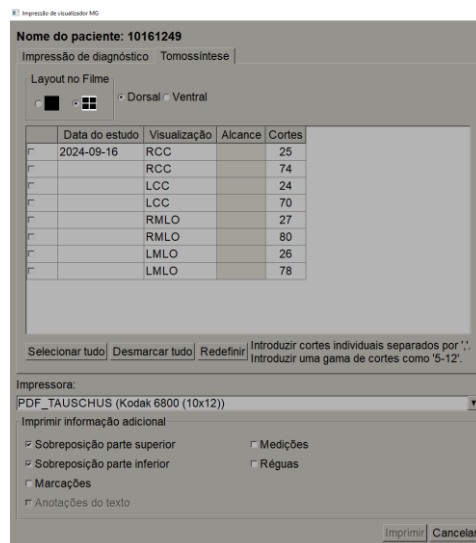 Impressão de visualizador MG
Nome do paciente: 10161249
Impressão de diagnóstico Tomossíntese
Layout no Filme
Dorsal Ventral
Data do estudo Visualização Alcance Cortes
2024-09-16 RCC 25
RCC 74
LCC 24
LCC 70
RMLO 27
RMLO 80
LMLO 26
LMLO 78
Selecionar tudo Desmarcar tudo Redefinir Introduzir cortes individuais separados por ','.
Introduzir uma gama de cortes como '5-12'.
Impressora:
PDF_TAUSCHUS (Kodak 6800 (10x12))
Imprimir informação adicional
Sobreposição parte superior Medições
Sobreposição parte inferior Réguas
Marcações
Anotações do texto
Imprimir Cancelar